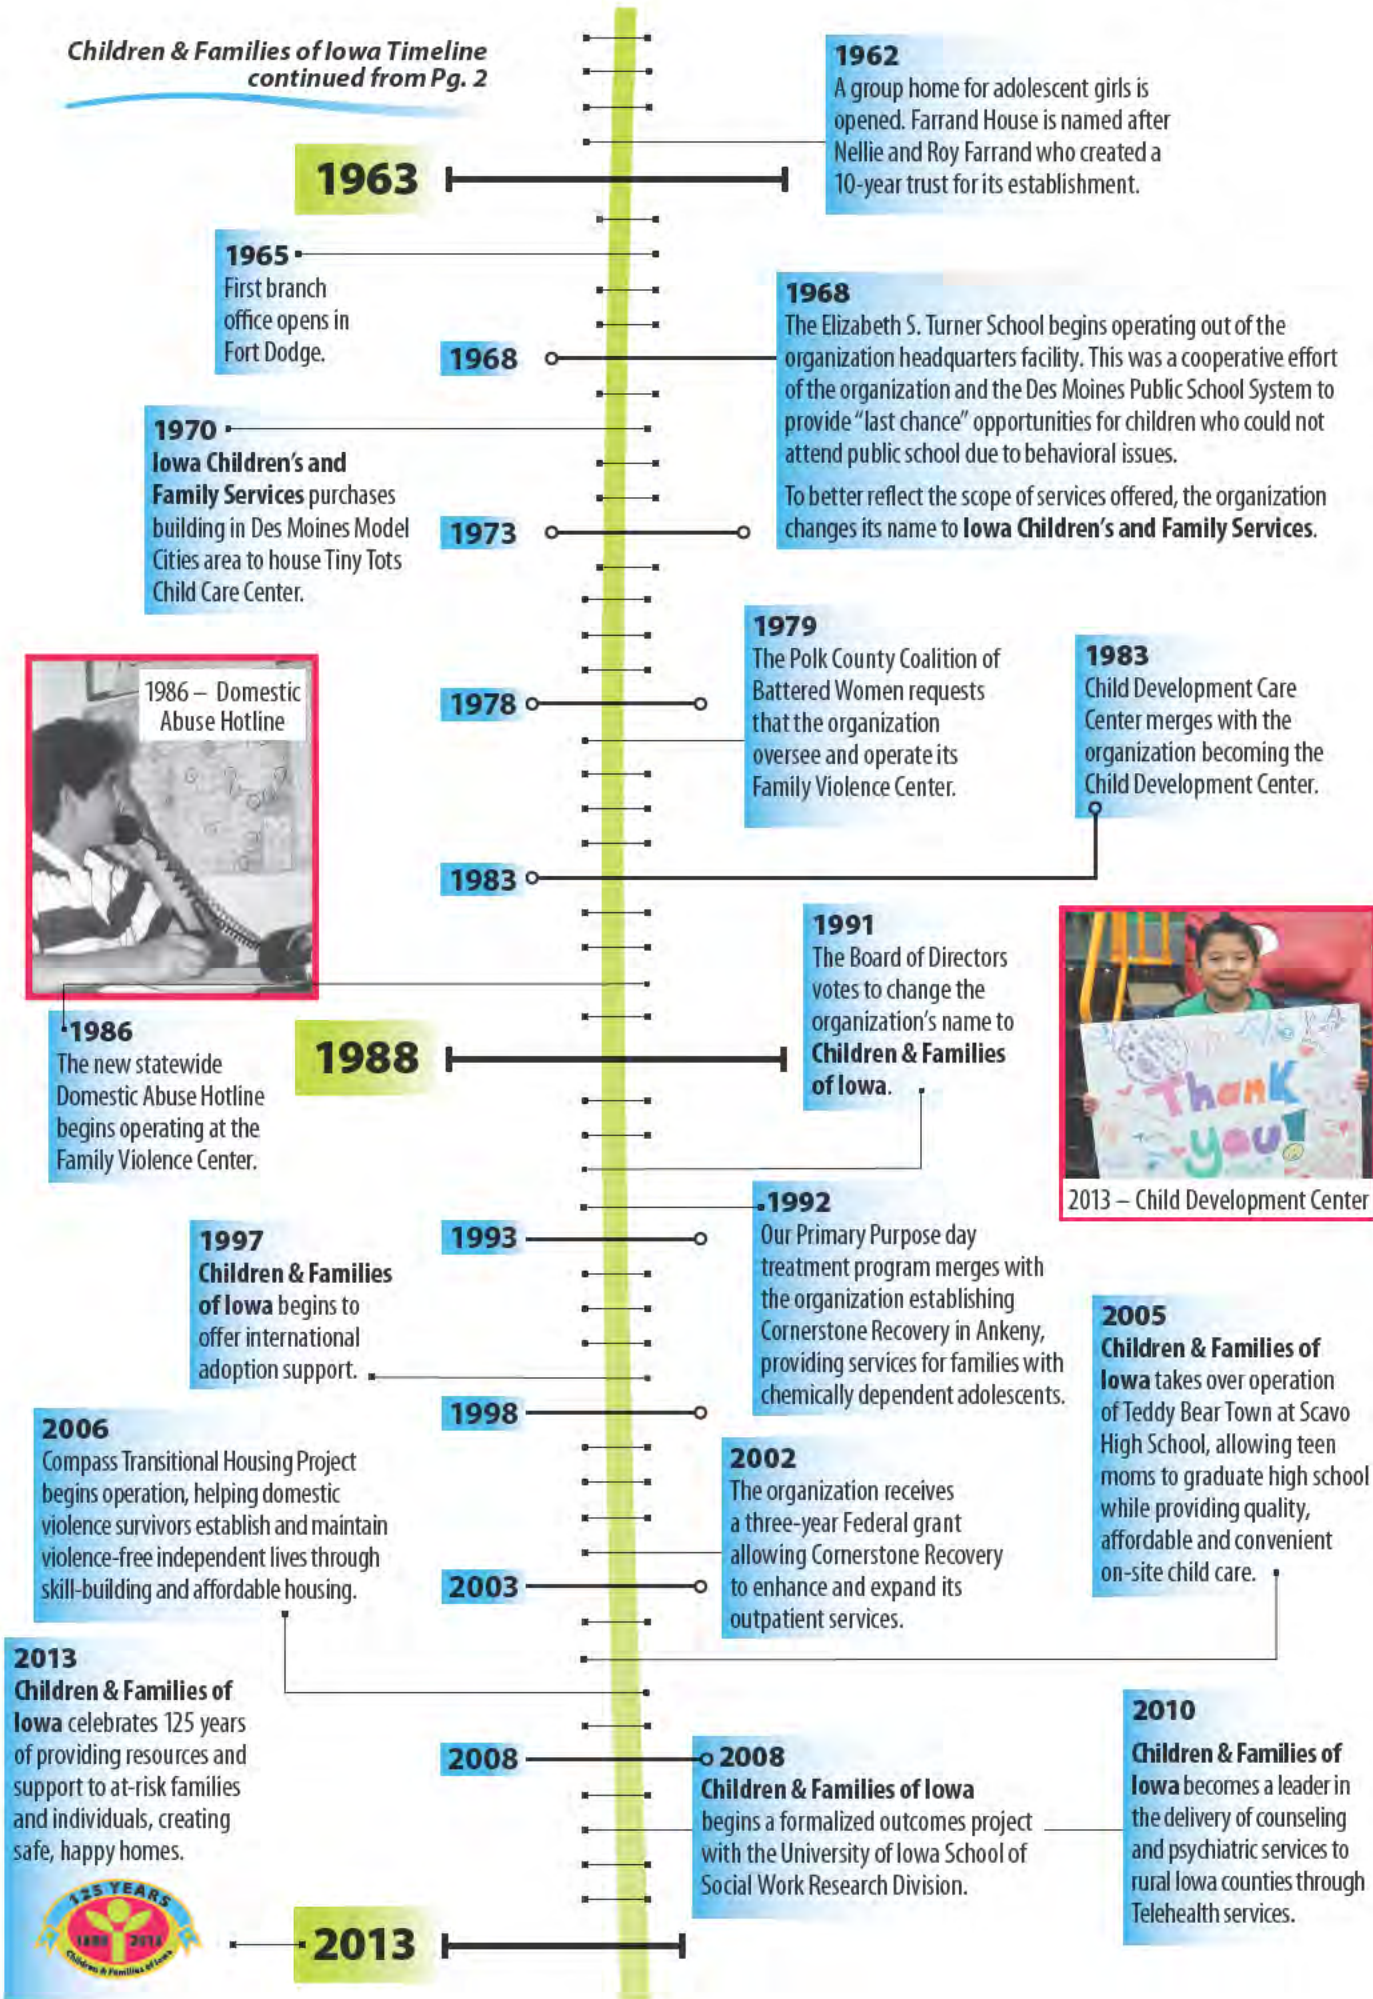 Children & Families of Iowa Timeline
continued from Pg. 2
1962
A group home for adolescent girls is
opened. Farrand House is named after
Nellie and Roy Farrand who created a
10-year trust for its establishment.
1963
1965
First branch
office opens in
Fort Dodge.
1968
1968
The Elizabeth S. Turner School begins operating out of the
organization headquarters facility. This was a cooperative effort
of the organization and the Des Moines Public School System to
provide "last chance" opportunities for children who could not
attend public school due to behavioral issues.
To better reflect the scope of services offered, the organization
changes its name to Iowa Children's and Family Services.
1970
Iowa Children's and
Family Services purchases
building in Des Moines Model
Cities area to house Tiny Tots
Child Care Center.
1973
1978
1979
The Polk County Coalition of
Battered Women requests
that the organization
oversee and operate its
Family Violence Center.
1983
Child Development Care
Center merges with the
organization becoming the
Child Development Center.
1986 – Domestic
Abuse Hotline
1983
1986
The new statewide
Domestic Abuse Hotline
begins operating at the
Family Violence Center.
1988
1991
The Board of Directors
votes to change the
organization's name to
Children & Families
of Iowa.
Thank
you!
2013 – Child Development Center
1992
Our Primary Purpose day
treatment program merges with
the organization establishing
Cornerstone Recovery in Ankeny,
providing services for families with
chemically dependent adolescents.
1993
1997
Children & Families
of Iowa begins to
offer international
adoption support.
1998
2002
The organization receives
a three-year Federal grant
allowing Cornerstone Recovery
to enhance and expand its
outpatient services.
2005
Children & Families of
Iowa takes over operation
of Teddy Bear Town at Scavo
High School, allowing teen
moms to graduate high school
while providing quality,
affordable and convenient
on-site child care.
2006
Compass Transitional Housing Project
begins operation, helping domestic
violence survivors establish and maintain
violence-free independent lives through
skill-building and affordable housing.
2003
2008
2008
Children & Families of Iowa
begins a formalized outcomes project
with the University of Iowa School of
Social Work Research Division.
2010
Children & Families of
Iowa becomes a leader in
the delivery of counseling
and psychiatric services to
rural Iowa counties through
Telehealth services.
2013
Children & Families of
Iowa celebrates 125 years
of providing resources and
support to at-risk families
and individuals, creating
safe, happy homes.
125 YEARS
Children & Families of Iowa
2013